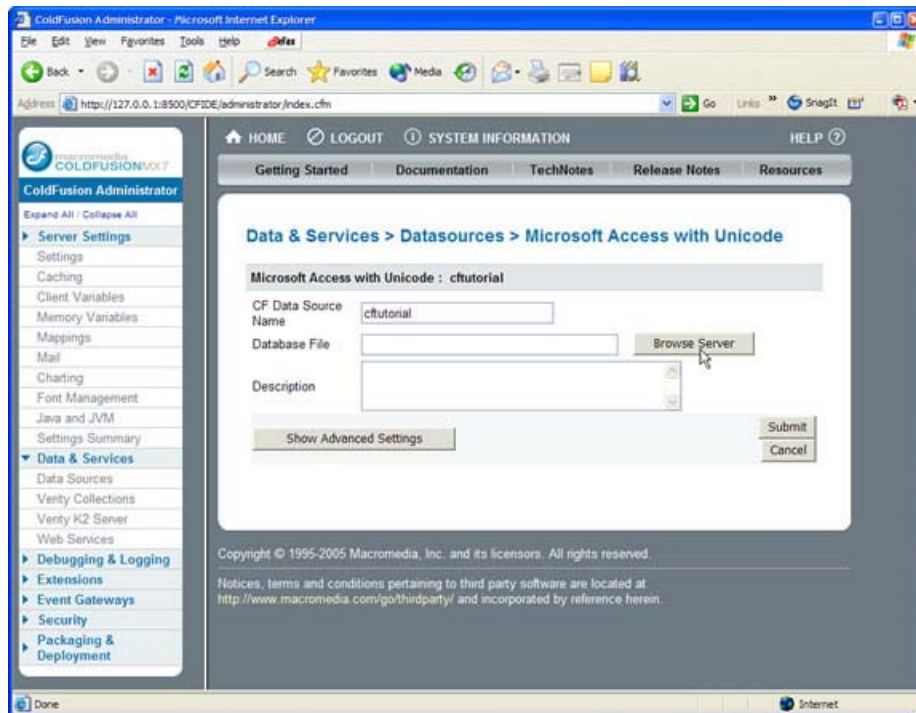 ColdFusion Administrator - Microsoft Internet Explorer
File Edit View Favorites Tools Help
Back Search Favorites Media
Address http://127.0.0.1:8500/CFIDE/administrator/index.cfm Go Links » SnagIt
HOME LOGOUT SYSTEM INFORMATION HELP
Getting Started Documentation TechNotes Release Notes Resources
macromedia
COLDFUSION MX7
ColdFusion Administrator
Expand All / Collapse All
Server Settings
Settings
Caching
Client Variables
Memory Variables
Mappings
Mail
Charting
Font Management
Java and JVM
Settings Summary
Data & Services
Data Sources
Verity Collections
Verity K2 Server
Web Services
Debugging & Logging
Extensions
Event Gateways
Security
Packaging &
Deployment
Data & Services > Datasources > Microsoft Access with Unicode
Microsoft Access with Unicode : cftutorial
CF Data Source
Name
cftutorial
Database File
Browse Server
Description
Show Advanced Settings
Submit
Cancel
Copyright © 1995-2005 Macromedia, Inc. and its licensors. All rights reserved.
Notices, terms and conditions pertaining to third party software are located at
http://www.macromedia.com/go/thirdparty/ and incorporated by reference herein.
Done Internet